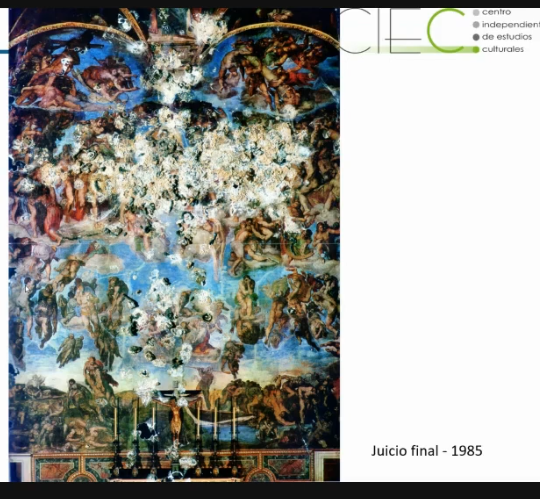 CIEC
centro
independient
de estudios
culturales
Juicio final - 1985